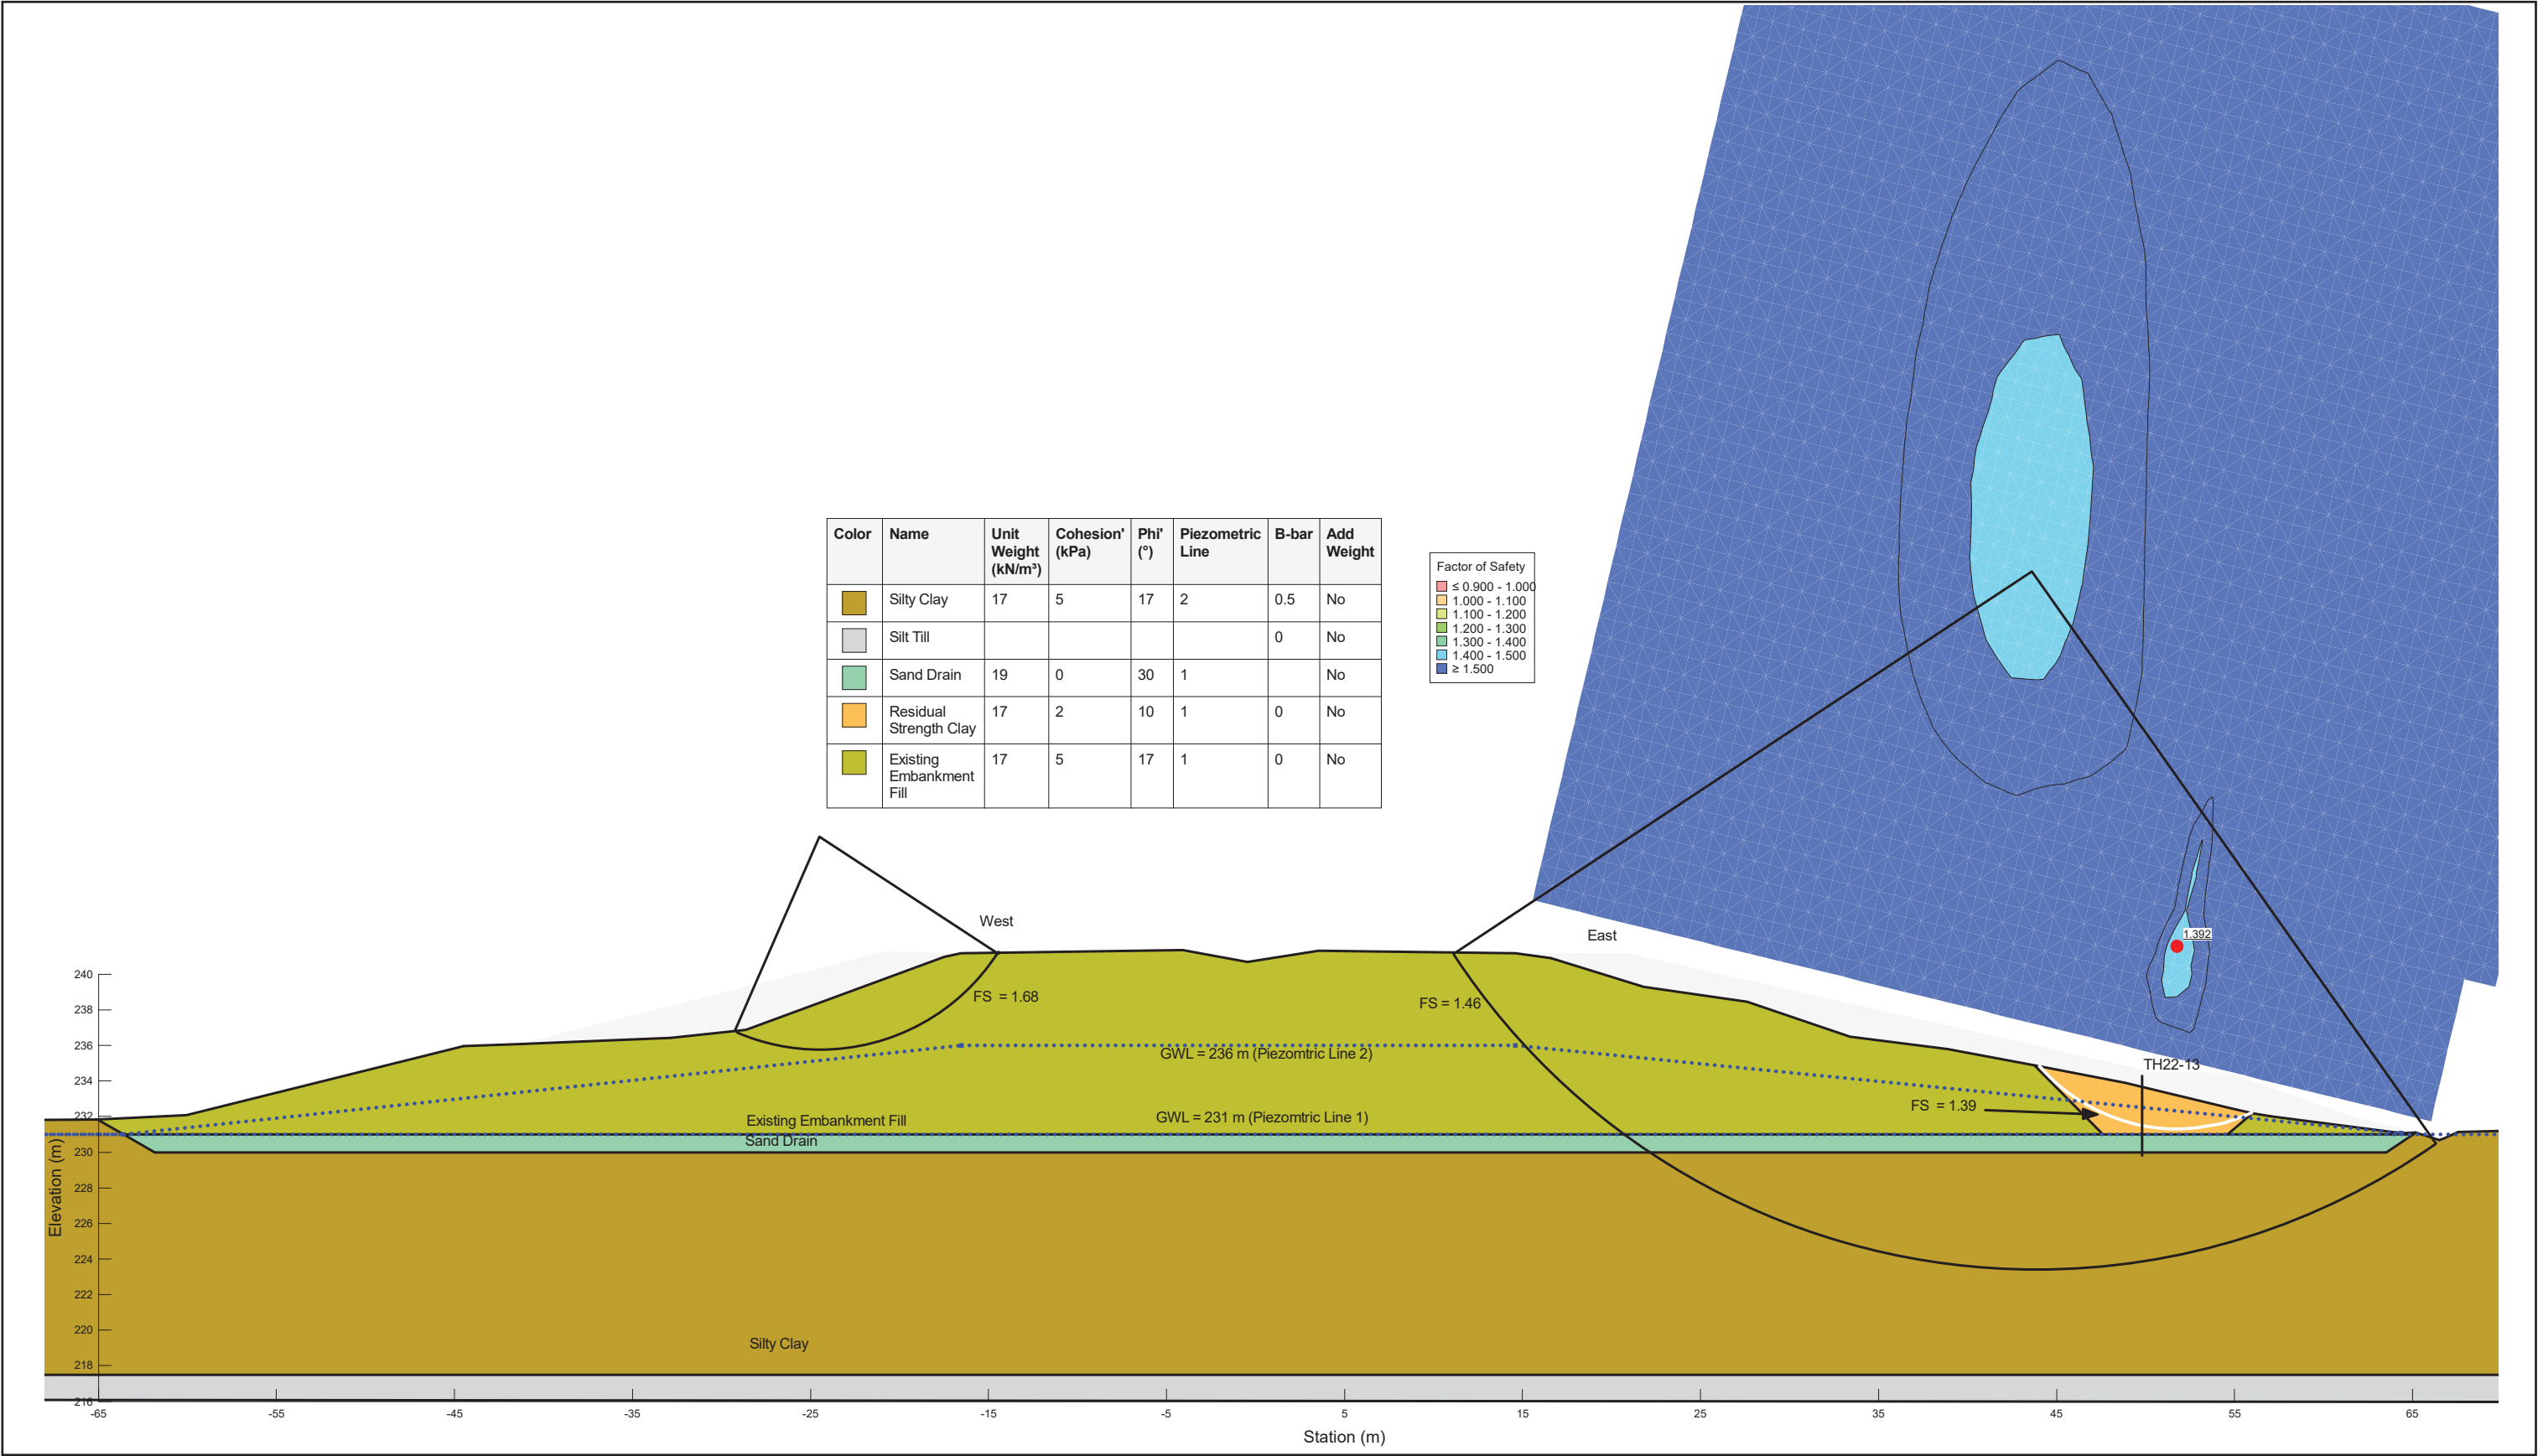 Color Name Unit Weight (kN/m³) Cohesion' (kPa) Phi' (°) Piezometric Line B-bar Add Weight
Silty Clay 17 5 17 2 0.5 No
Silt Till 0 No
Sand Drain 19 0 30 1 No
Residual Strength Clay 17 2 10 1 0 No
Existing Embankment Fill 17 5 17 1 0 No
Factor of Safety
≤ 0.900 - 1.000
1.000 - 1.100
1.100 - 1.200
1.200 - 1.300
1.300 - 1.400
1.400 - 1.500
≥ 1.500
West
East
1.392
FS = 1.68
FS = 1.46
GWL = 236 m (Piezomtric Line 2)
TH22-13
FS = 1.39
GWL = 231 m (Piezomtric Line 1)
Existing Embankment Fill
Sand Drain
Silty Clay
Elevation (m)
240
238
236
234
232
230
228
226
224
222
220
218
216
-65 -55 -45 -35 -25 -15 -5 5 15 25 35 45 55 65
Station (m)